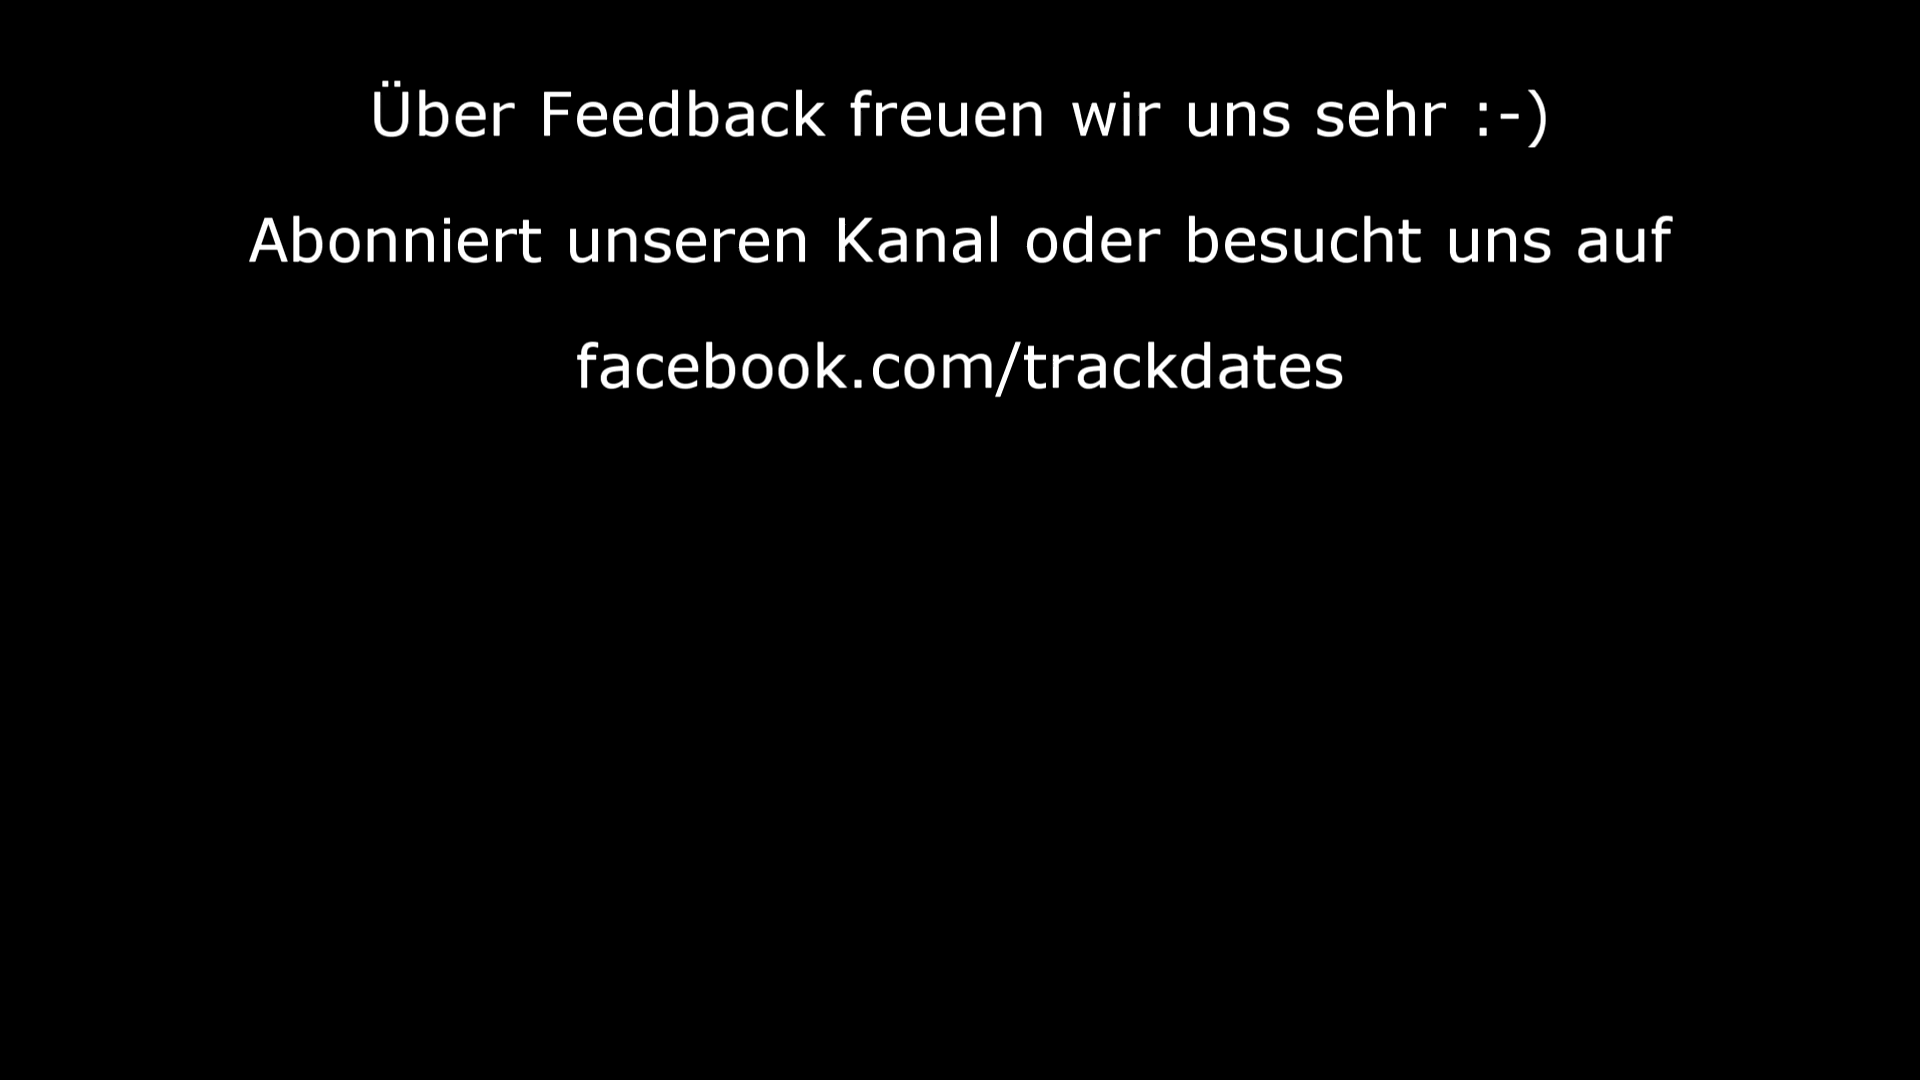 Über Feedback freuen wir uns sehr :-)
Abonniert unseren Kanal oder besucht uns auf
facebook.com/trackdates